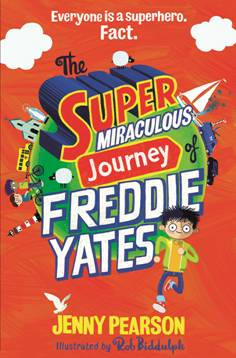 Everyone is a superhero.
Fact.
The
SUPER
MIRACULOUS
Journey
of
FREDDIE
YATES
JENNY PEARSON
Illustrated by Rob Biddulph